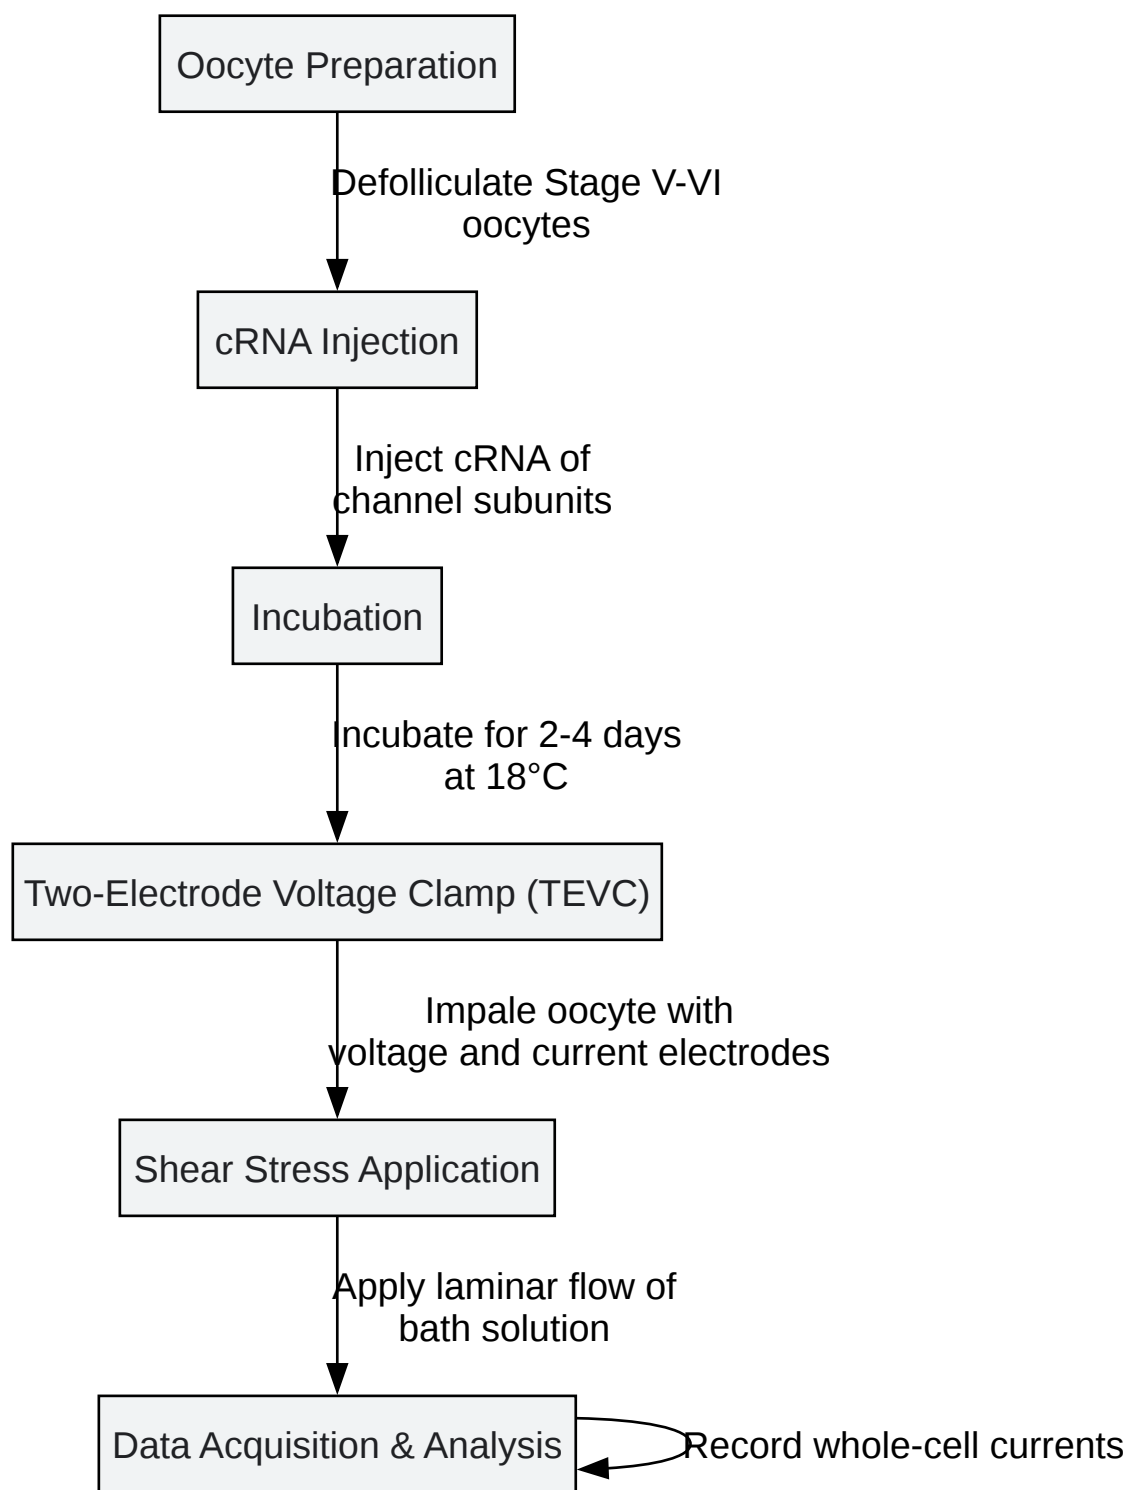 Oocyte Preparation
Defolliculate Stage V-VI
oocytes
cRNA Injection
Inject cRNA of
channel subunits
Incubation
Incubate for 2-4 days
at 18°C
Two-Electrode Voltage Clamp (TEVC)
Impale oocyte with
voltage and current electrodes
Shear Stress Application
Apply laminar flow of
bath solution
Data Acquisition & Analysis
Record whole-cell currents